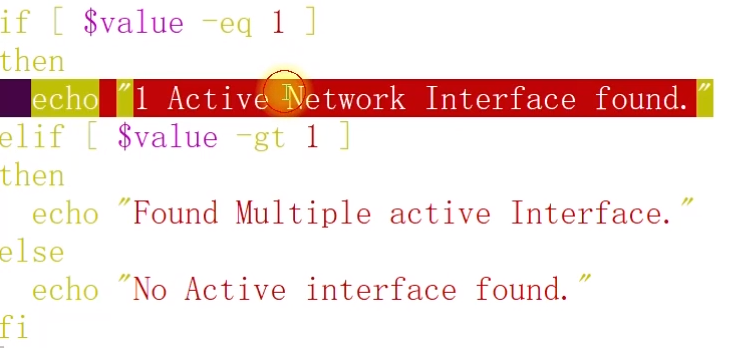 if [ $value -eq 1 ]
then
  echo "1 Active Network Interface found."
elif [ $value -gt 1 ]
then
  echo "Found Multiple active Interface."
else
  echo "No Active interface found."
fi